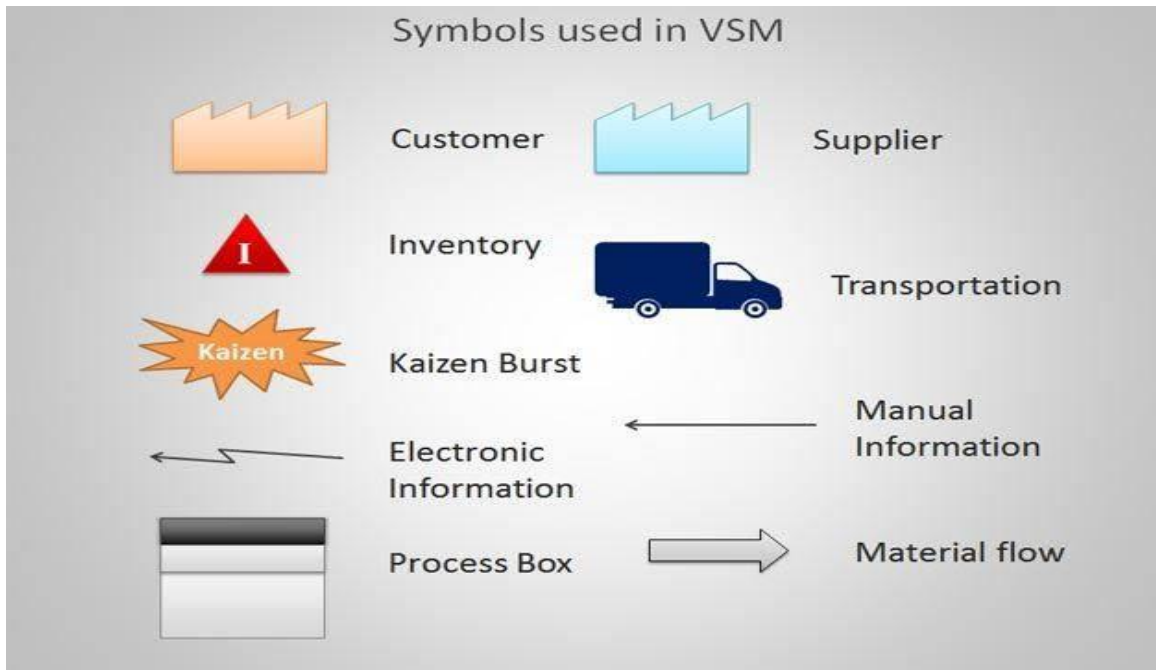 Symbols used in VSM
Customer
Supplier
I
Inventory
Transportation
Kaizen
Kaizen Burst
Manual
Information
Electronic
Information
Process Box
Material flow